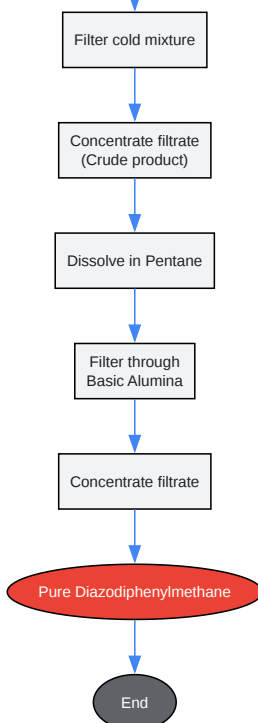 Filter cold mixture
Concentrate filtrate
(Crude product)
Dissolve in Pentane
Filter through
Basic Alumina
Concentrate filtrate
Pure Diazodiphenylmethane
End